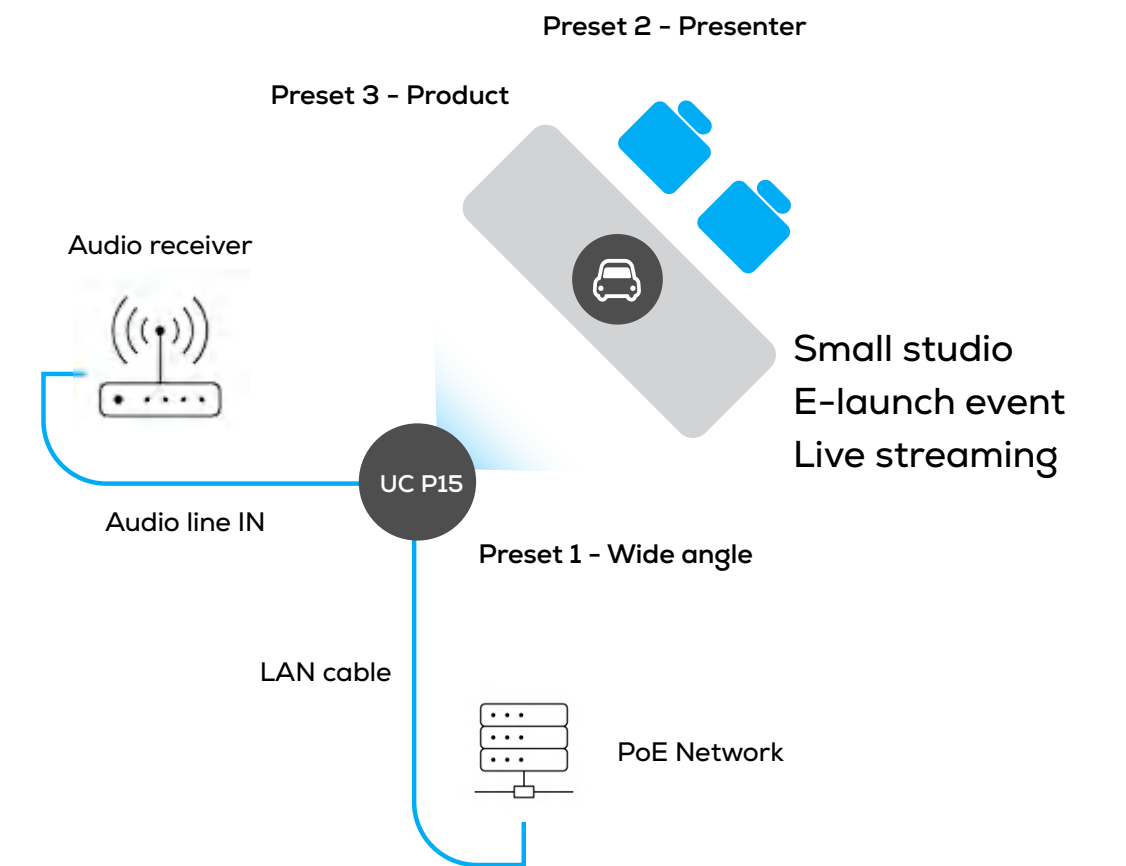 Preset 2 - Presenter
Preset 3 - Product
Audio receiver
Small studio
E-launch event
Live streaming
UC P15
Audio line IN
Preset 1 - Wide angle
LAN cable
PoE Network